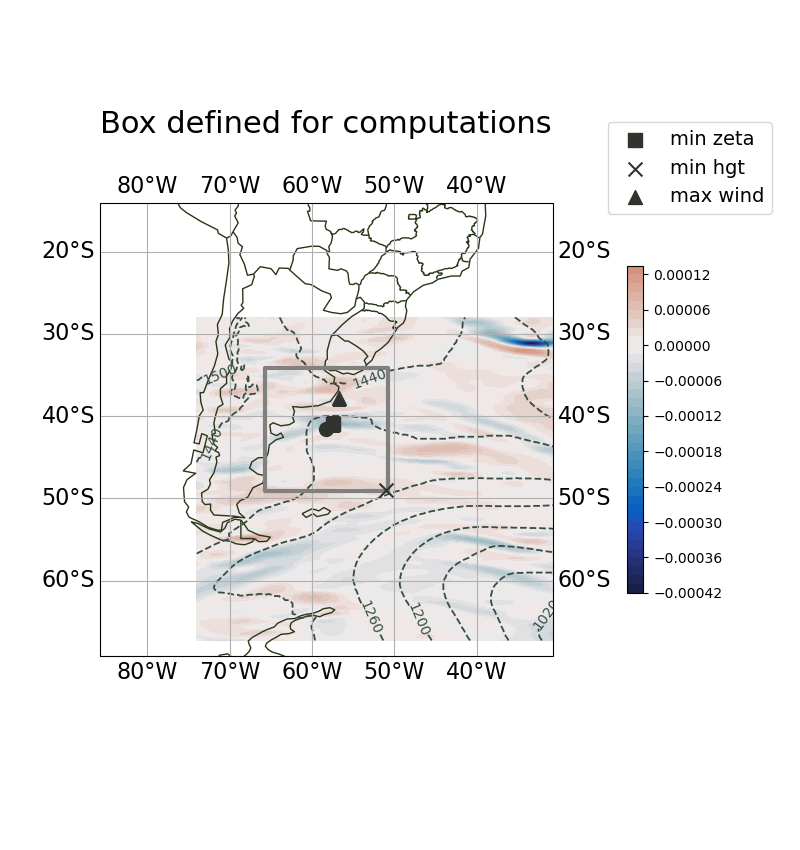 Box defined for computations
min zeta
min hgt
max wind
80°W 70°W 60°W 50°W 40°W
20°S 20°S
30°S 30°S
40°S 40°S
50°S 50°S
60°S 60°S
80°W 70°W 60°W 50°W 40°W
1500
1440
1440
1260
1200
1020
0.00012
0.00006
0.00000
−0.00006
−0.00012
−0.00018
−0.00024
−0.00030
−0.00036
−0.00042